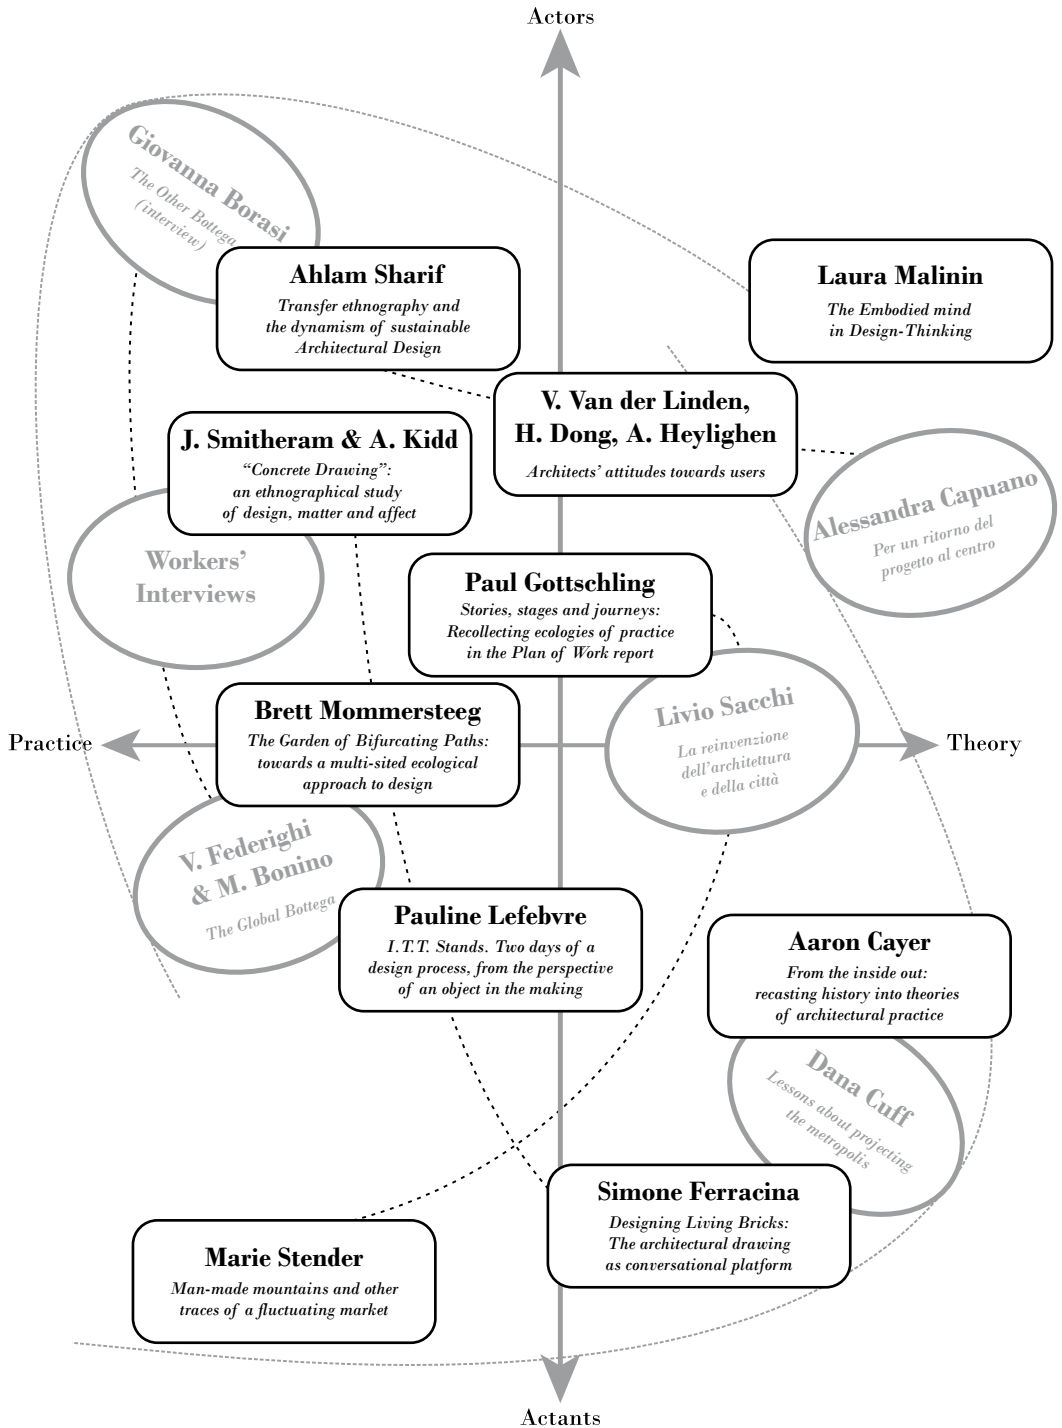 Actors
Giovanna Borasi
The Other Bottega
(interview)
Ahlam Sharif
Transfer ethnography and
the dynamism of sustainable
Architectural Design
Laura Malinin
The Embodied mind
in Design-Thinking
V. Van der Linden,
H. Dong, A. Heylighen
Architects’ attitudes towards users
J. Smitheram & A. Kidd
“Concrete Drawing”:
an ethnographical study
of design, matter and affect
Alessandra Capuano
Per un ritorno del
progetto al centro
Workers’
Interviews
Paul Gottschling
Stories, stages and journeys:
Recollecting ecologies of practice
in the Plan of Work report
Brett Mommersteeg
The Garden of Bifurcating Paths:
towards a multi-sited ecological
approach to design
Livio Sacchi
La reinvenzione
dell’architettura
e della città
Practice
Theory
V. Federighi
& M. Bonino
The Global Bottega
Pauline Lefebvre
I.T.T. Stands. Two days of a
design process, from the perspective
of an object in the making
Aaron Cayer
From the inside out:
recasting history into theories
of architectural practice
Dana Cuff
Lessons about projecting
the metropolis
Simone Ferracina
Designing Living Bricks:
The architectural drawing
as conversational platform
Marie Stender
Man-made mountains and other
traces of a fluctuating market
Actants